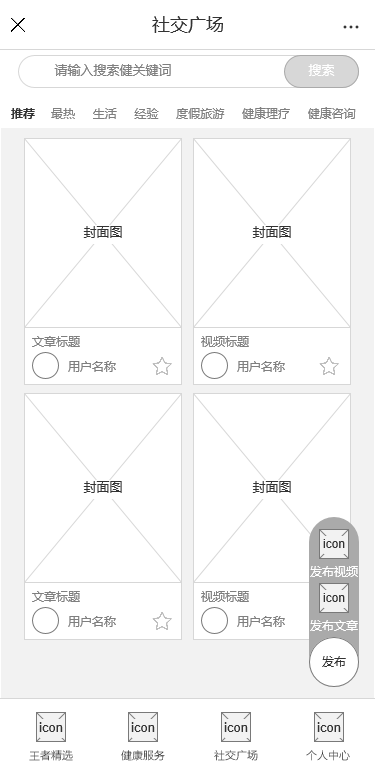 社交广场
请输入搜索健关键词
搜索
推荐 最热 生活 经验 度假旅游 健康理疗 健康咨询
封面图 封面图
文章标题 视频标题
用户名称 用户名称
封面图 封面图
文章标题 视频标题
用户名称 用户名称
icon
发布视频
icon
发布文章
发布
icon icon icon icon
王者精选 健康服务 社交广场 个人中心